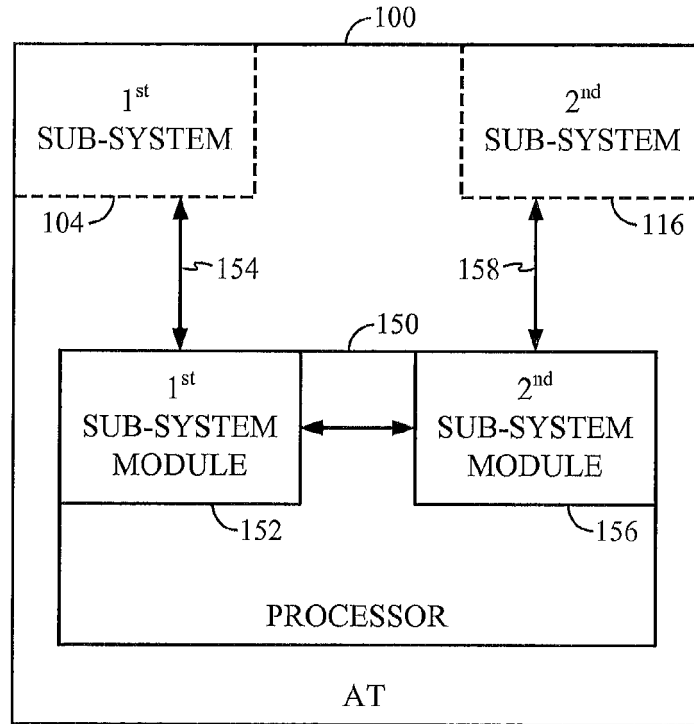 100
1st
SUB-SYSTEM
2nd
SUB-SYSTEM
104
116
154
158
150
1st
SUB-SYSTEM
MODULE
2nd
SUB-SYSTEM
MODULE
152
156
PROCESSOR
AT